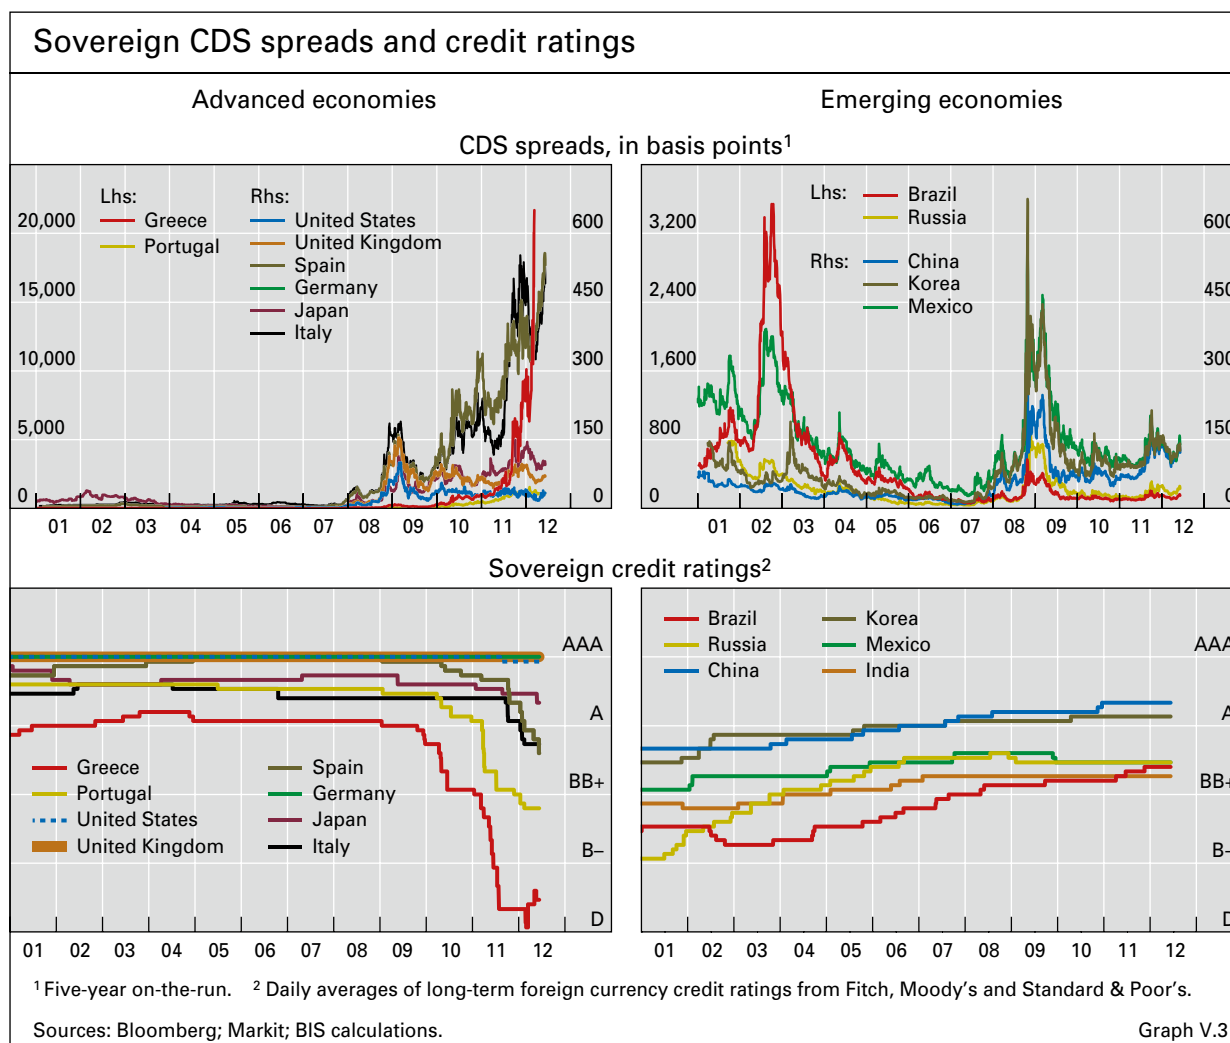 Sovereign CDS spreads and credit ratings
Advanced economies
Emerging economies
CDS spreads, in basis points¹
Lhs:
Greece
Portugal
Rhs:
United States
United Kingdom
Spain
Germany
Japan
Italy
20,000
15,000
10,000
5,000
0
600
450
300
150
0
01 02 03 04 05 06 07 08 09 10 11 12
Lhs:
Brazil
Russia
Rhs:
China
Korea
Mexico
3,200
2,400
1,600
800
0
600
450
300
150
0
01 02 03 04 05 06 07 08 09 10 11 12
Sovereign credit ratings²
Greece
Portugal
United States
United Kingdom
Spain
Germany
Japan
Italy
AAA
A
BB+
B–
D
01 02 03 04 05 06 07 08 09 10 11 12
Brazil
Russia
China
Korea
Mexico
India
AAA
A
BB+
B–
D
01 02 03 04 05 06 07 08 09 10 11 12
¹ Five-year on-the-run. ² Daily averages of long-term foreign currency credit ratings from Fitch, Moody's and Standard & Poor's.
Sources: Bloomberg; Markit; BIS calculations.
Graph V.3